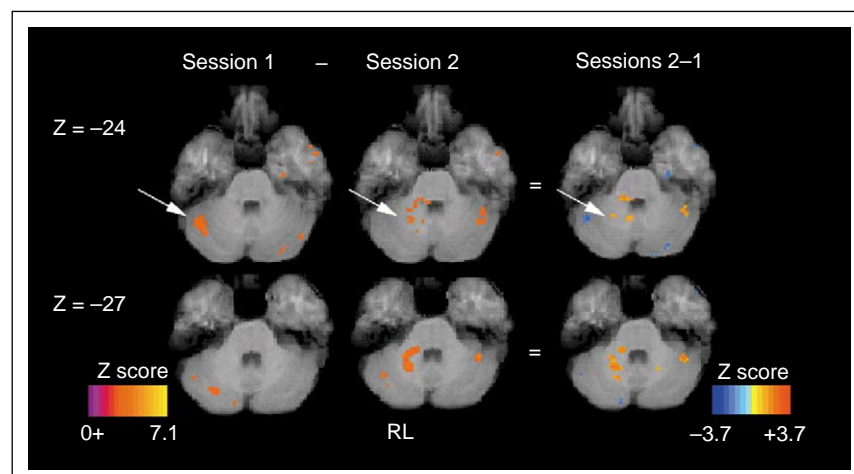 Session 1 – Session 2 Sessions 2–1
Z = –24
=
Z = –27
=
Z score
0+ 7.1
RL
Z score
–3.7 +3.7